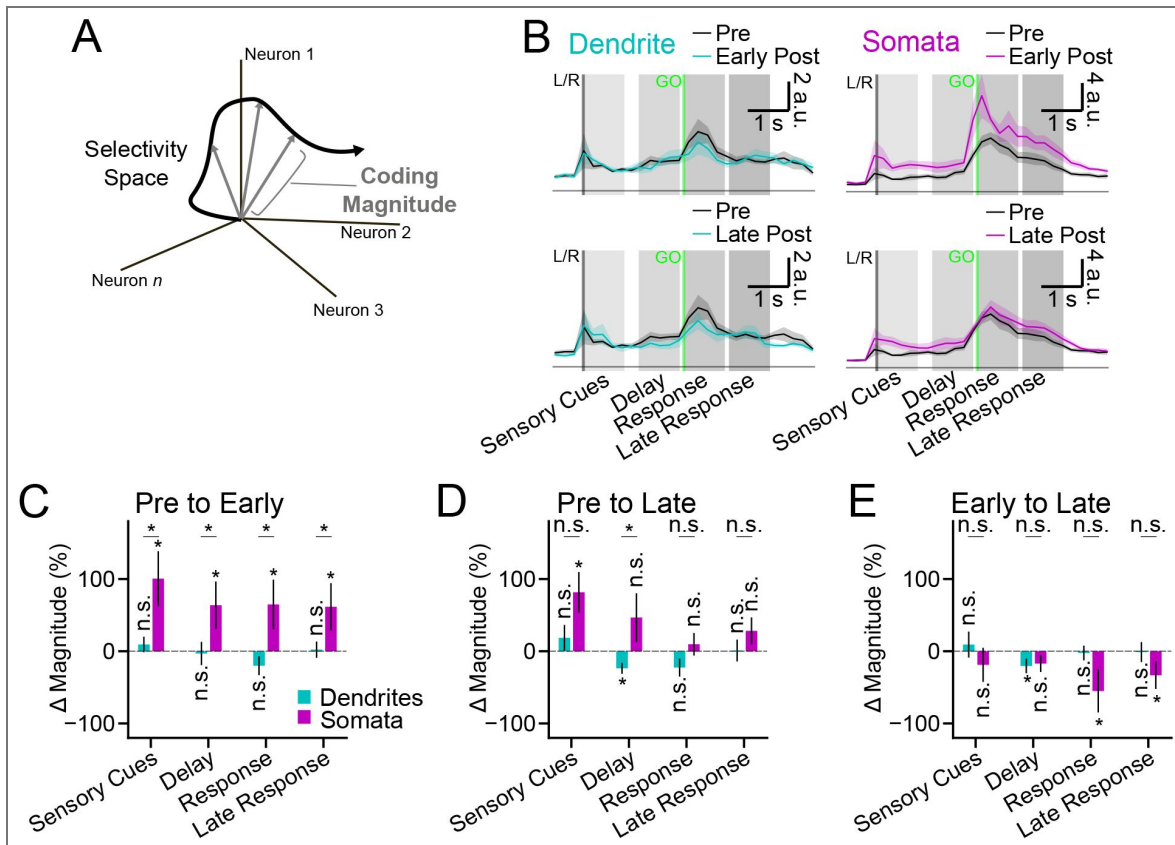 A
Neuron 1
Selectivity
Space
Coding
Magnitude
Neuron 2
Neuron n
Neuron 3
B
Dendrite
Pre
Early Post
L/R
GO
2 a.u.
1 s
Somata
Pre
Early Post
L/R
GO
4 a.u.
1 s
Pre
Late Post
L/R
GO
2 a.u.
1 s
Sensory Cues
Delay
Response
Late Response
Pre
Late Post
L/R
GO
4 a.u.
1 s
Sensory Cues
Delay
Response
Late Response
C
Pre to Early
Δ Magnitude (%)
100
0
−100
* * * *
n.s. * n.s. * n.s. * n.s. *
Dendrites
Somata
Sensory Cues
Delay
Response
Late Response
D
Pre to Late
Δ Magnitude (%)
100
0
−100
n.s. * n.s. n.s.
n.s. * * n.s. n.s. n.s. n.s. n.s.
Sensory Cues
Delay
Response
Late Response
E
Early to Late
Δ Magnitude (%)
100
0
−100
n.s. n.s. n.s. n.s.
n.s. n.s. * n.s. n.s. * n.s. *
Sensory Cues
Delay
Response
Late Response